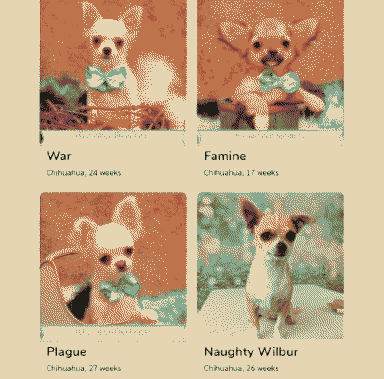 War
Chihuahua, 24 weeks
Famine
Chihuahua, 17 weeks
Plague
Chihuahua, 27 weeks
Naughty Wilbur
Chihuahua, 26 weeks